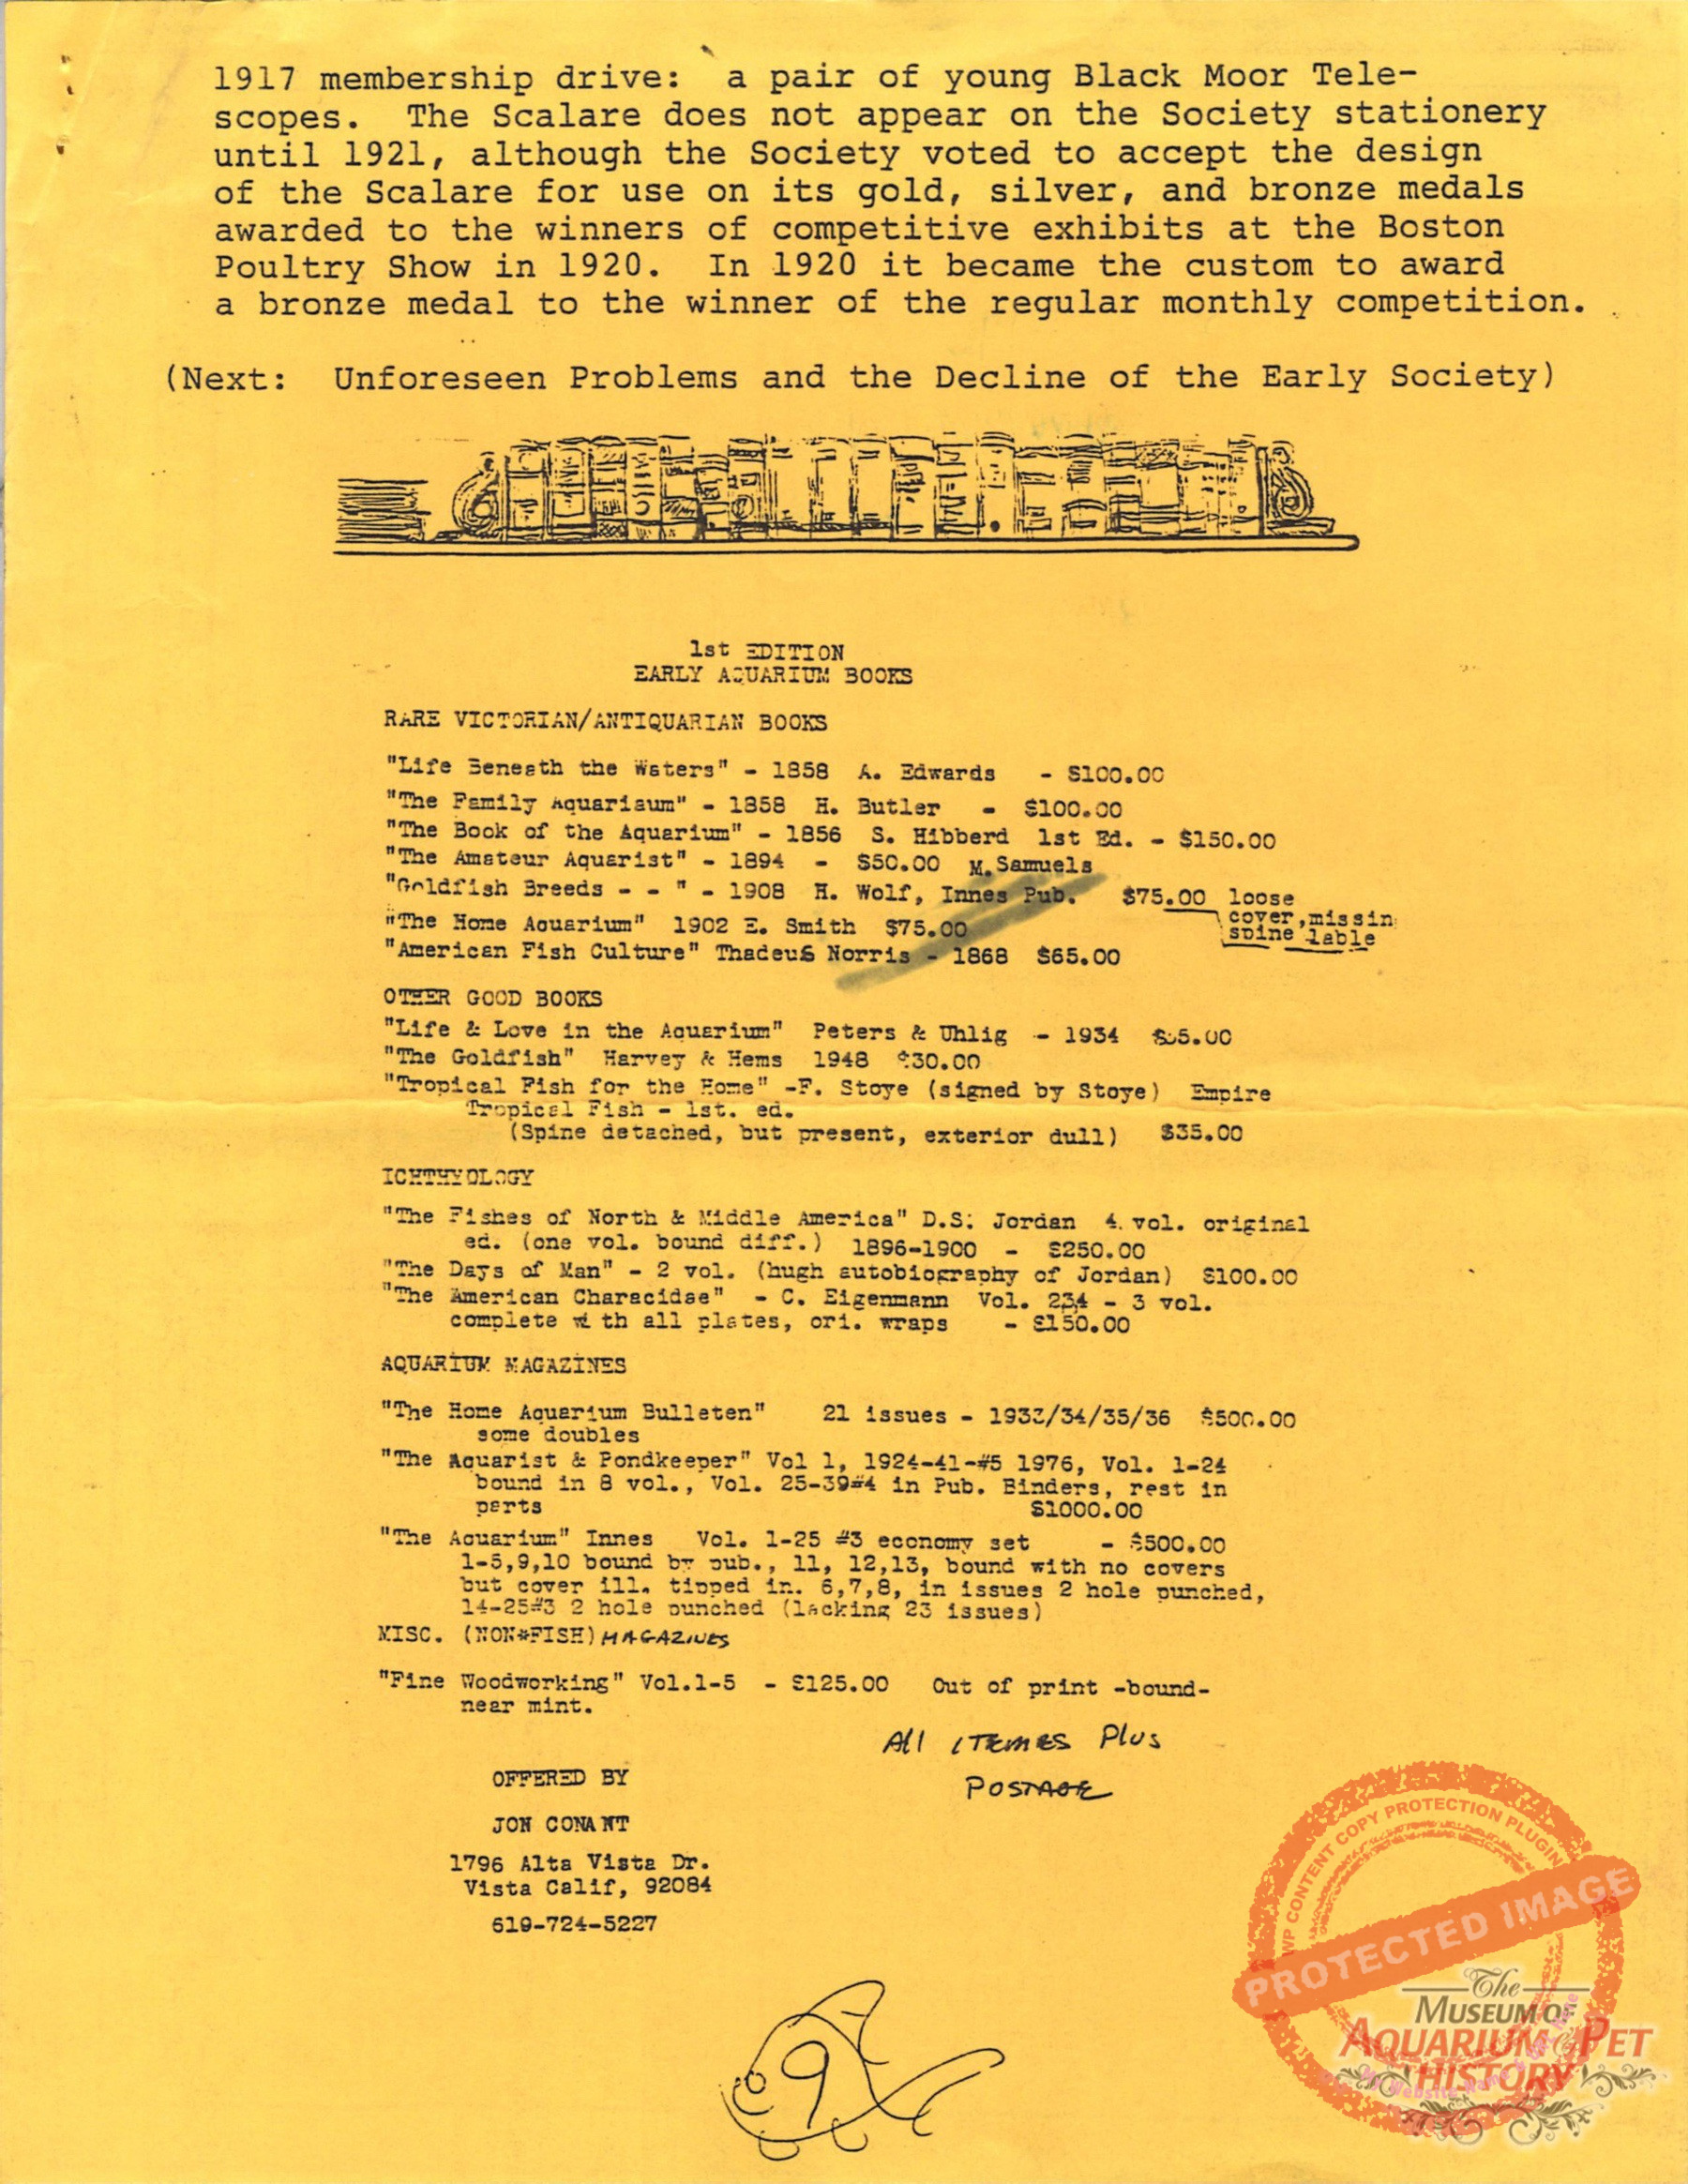 1917 membership drive: a pair of young Black Moor Tele-
scopes. The Scalare does not appear on the Society stationery
until 1921, although the Society voted to accept the design
of the Scalare for use on its gold, silver, and bronze medals
awarded to the winners of competitive exhibits at the Boston
Poultry Show in 1920. In 1920 it became the custom to award
a bronze medal to the winner of the regular monthly competition.
(Next: Unforeseen Problems and the Decline of the Early Society)
1st EDITION
EARLY AQUARIUM BOOKS
RARE VICTORIAN/ANTIQUARIAN BOOKS
"Life Beneath the Waters" - 1858 A. Edwards - $100.00
"The Family Aquariaum" - 1858 H. Butler - $100.00
"The Book of the Aquarium" - 1856 S. Hibberd 1st Ed. - $150.00
"The Amateur Aquarist" - 1894 - $50.00 M. Samuels
"Goldfish Breeds - - " - 1908 H. Wolf, Innes Pub. $75.00 loose
cover, missin
spine lable
"The Home Aquarium" 1902 E. Smith $75.00
"American Fish Culture" Thadeus Norris - 1868 $65.00
OTHER GOOD BOOKS
"Life & Love in the Aquarium" Peters & Uhlig - 1934
"The Goldfish" Harvey & Hems 1948 $30.00
"Tropical Fish for the Home" -F. Stoye (signed by Stoye) Empire
Tropical Fish - 1st. ed.
(Spine detached, but present, exterior dull) $35.00
ICHTHYOLOGY
"The Fishes of North & Middle America" D.S. Jordan 4 vol. original
ed. (one vol. bound diff.) 1896-1900 - $250.00
"The Days of Man" - 2 vol. (hugh autobiography of Jordan) $100.00
"The American Characidae" - C. Eigenmann Vol. 234 - 3 vol.
complete with all plates, ori. wraps - $150.00
AQUARIUM MAGAZINES
"The Home Aquarium Bulleten" 21 issues - 1933/34/35/36 $500.00
some doubles
"The Aquarist & Pondkeeper" Vol 1, 1924-41-#5 1976, Vol. 1-24
bound in 8 vol., Vol. 25-39#4 in Pub. Binders, rest in
parts $1000.00
"The Aquarium" Innes Vol. 1-25 #3 economy set - $500.00
1-5,9,10 bound by pub., 11, 12,13, bound with no covers
but cover ill. tipped in. 6,7,8, in issues 2 hole punched,
14-25#3 2 hole punched (lacking 23 issues)
MISC. (NON*FISH) MAGAZINES
"Fine Woodworking" Vol.1-5 - $125.00 Out of print -bound-
near mint.
All ITEMES Plus
POSTAGE
OFFERED BY
JON CONANT
1796 Alta Vista Dr.
Vista Calif, 92084
619-724-5227
9
WP CONTENT COPY PROTECTION PLUGIN
PROTECTED IMAGE
The
MUSEUM OF
AQUARIUM & PET
HISTORY
My Website Name